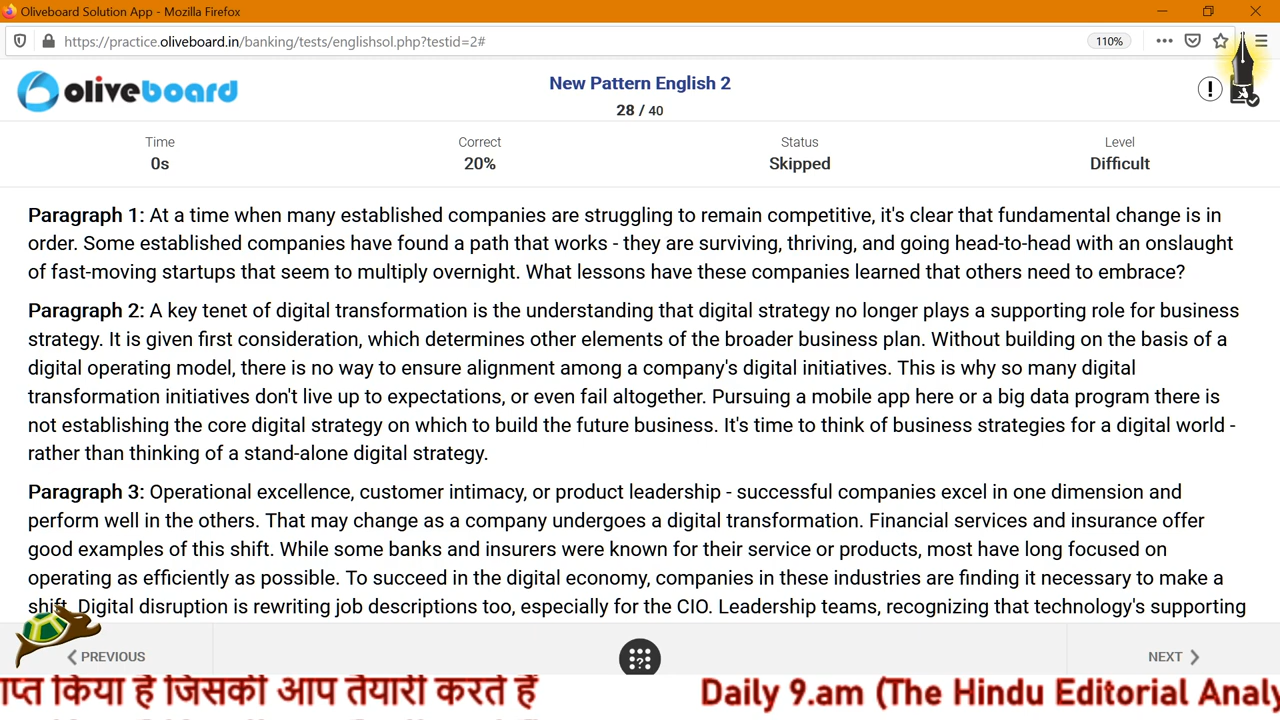 Oliveboard Solution App - Mozilla Firefox
https://practice.oliveboard.in/banking/tests/englishsol.php?testid=2#
110%
oliveboard
New Pattern English 2
28 / 40
Time
Correct
Status
Level
0s
20%
Skipped
Difficult
Paragraph 1: At a time when many established companies are struggling to remain competitive, it's clear that fundamental change is in
order. Some established companies have found a path that works - they are surviving, thriving, and going head-to-head with an onslaught
of fast-moving startups that seem to multiply overnight. What lessons have these companies learned that others need to embrace?
Paragraph 2: A key tenet of digital transformation is the understanding that digital strategy no longer plays a supporting role for business
strategy. It is given first consideration, which determines other elements of the broader business plan. Without building on the basis of a
digital operating model, there is no way to ensure alignment among a company's digital initiatives. This is why so many digital
transformation initiatives don't live up to expectations, or even fail altogether. Pursuing a mobile app here or a big data program there is
not establishing the core digital strategy on which to build the future business. It's time to think of business strategies for a digital world -
rather than thinking of a stand-alone digital strategy.
Paragraph 3: Operational excellence, customer intimacy, or product leadership - successful companies excel in one dimension and
perform well in the others. That may change as a company undergoes a digital transformation. Financial services and insurance offer
good examples of this shift. While some banks and insurers were known for their service or products, most have long focused on
operating as efficiently as possible. To succeed in the digital economy, companies in these industries are finding it necessary to make a
shift. Digital disruption is rewriting job descriptions too, especially for the CIO. Leadership teams, recognizing that technology's supporting
PREVIOUS
NEXT
किया है जिसकी आप तैयारी करते हैं
Daily 9.am (The Hindu Editorial